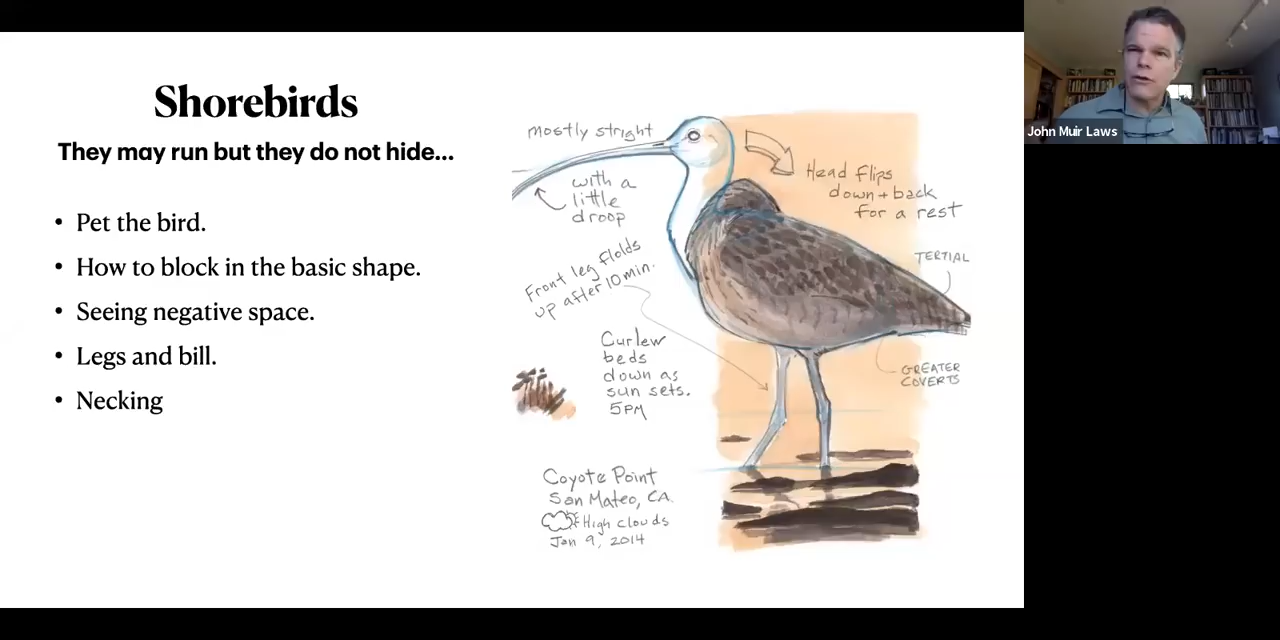 Shorebirds
They may run but they do not hide...
• Pet the bird.
• How to block in the basic shape.
• Seeing negative space.
• Legs and bill.
• Necking
mostly stright
with a
little
droop
Head flips
down + back
for a rest
TERTIAL
Front leg flolds
up after 10 min.
Curlew
beds
down as
sun sets.
5PM
GREATER
COVERTS
Coyote Point
San Mateo, CA.
High clouds
Jan 9, 2014
John Muir Laws